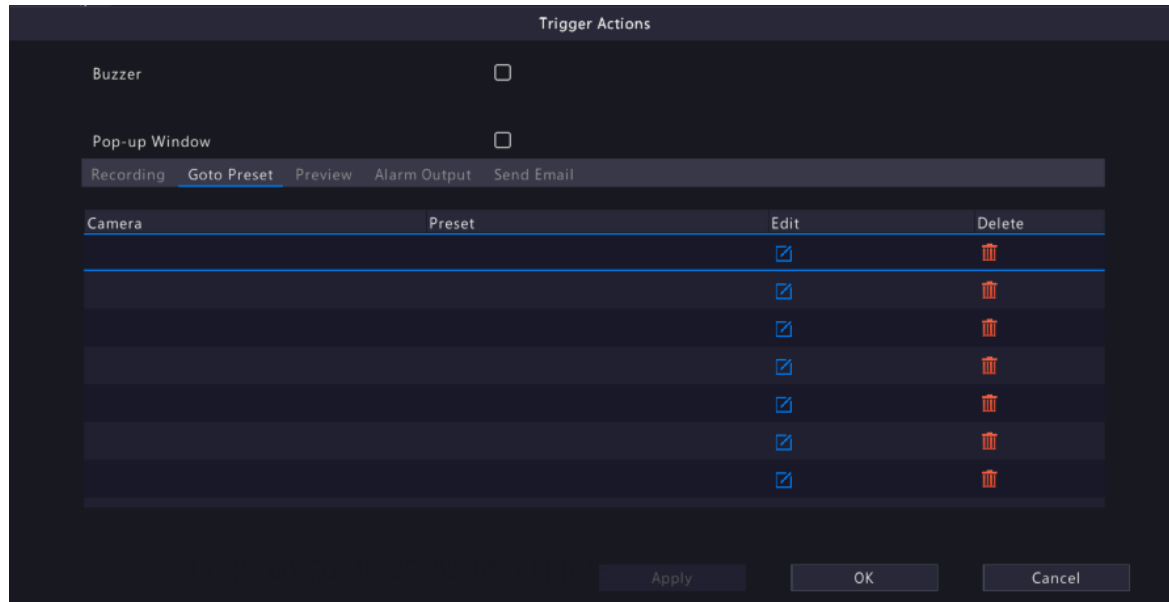 Trigger Actions
Buzzer
Pop-up Window
Recording Goto Preset Preview Alarm Output Send Email
Camera Preset Edit Delete
Apply OK Cancel